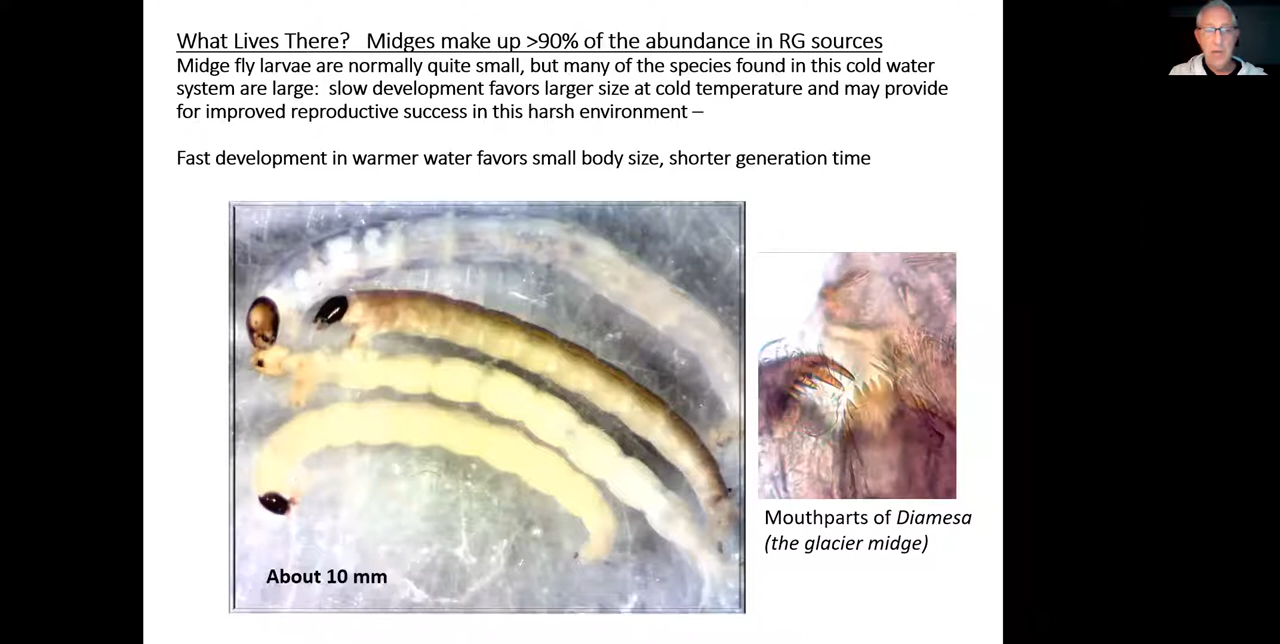 What Lives There? Midges make up >90% of the abundance in RG sources
Midge fly larvae are normally quite small, but many of the species found in this cold water
system are large: slow development favors larger size at cold temperature and may provide
for improved reproductive success in this harsh environment –
Fast development in warmer water favors small body size, shorter generation time
About 10 mm
Mouthparts of Diamesa
(the glacier midge)